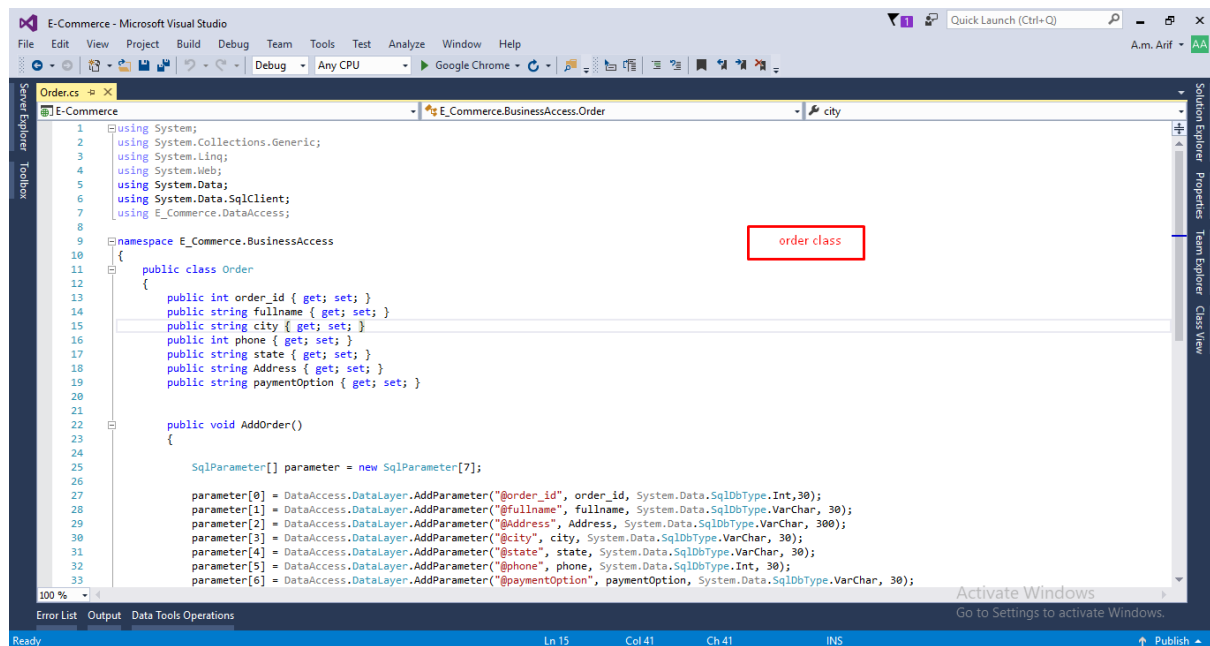 E-Commerce - Microsoft Visual Studio
1
Quick Launch (Ctrl+Q)
File Edit View Project Build Debug Team Tools Test Analyze Window Help
A.m. Arif
AA
Debug Any CPU Google Chrome
Server Explorer
Toolbox
Order.cs
E-Commerce
E_Commerce.BusinessAccess.Order
city
1 using System;
2 using System.Collections.Generic;
3 using System.Linq;
4 using System.Web;
5 using System.Data;
6 using System.Data.SqlClient;
7 using E_Commerce.DataAccess;
8
9 namespace E_Commerce.BusinessAccess
order class
10 {
11 public class Order
12 {
13 public int order_id { get; set; }
14 public string fullname { get; set; }
15 public string city { get; set; }
16 public int phone { get; set; }
17 public string state { get; set; }
18 public string Address { get; set; }
19 public string paymentOption { get; set; }
20
21
22 public void AddOrder()
23 {
24
25 SqlParameter[] parameter = new SqlParameter[7];
26
27 parameter[0] = DataAccess.DataLayer.AddParameter("@order_id", order_id, System.Data.SqlDbType.Int,30);
28 parameter[1] = DataAccess.DataLayer.AddParameter("@fullname", fullname, System.Data.SqlDbType.VarChar, 30);
29 parameter[2] = DataAccess.DataLayer.AddParameter("@Address", Address, System.Data.SqlDbType.VarChar, 300);
30 parameter[3] = DataAccess.DataLayer.AddParameter("@city", city, System.Data.SqlDbType.VarChar, 30);
31 parameter[4] = DataAccess.DataLayer.AddParameter("@state", state, System.Data.SqlDbType.VarChar, 30);
32 parameter[5] = DataAccess.DataLayer.AddParameter("@phone", phone, System.Data.SqlDbType.Int, 30);
33 parameter[6] = DataAccess.DataLayer.AddParameter("@paymentOption", paymentOption, System.Data.SqlDbType.VarChar, 30);
Solution Explorer
Properties
Team Explorer
Class View
100 %
Activate Windows
Go to Settings to activate Windows.
Error List Output Data Tools Operations
Ready Ln 15 Col 41 Ch 41 INS Publish